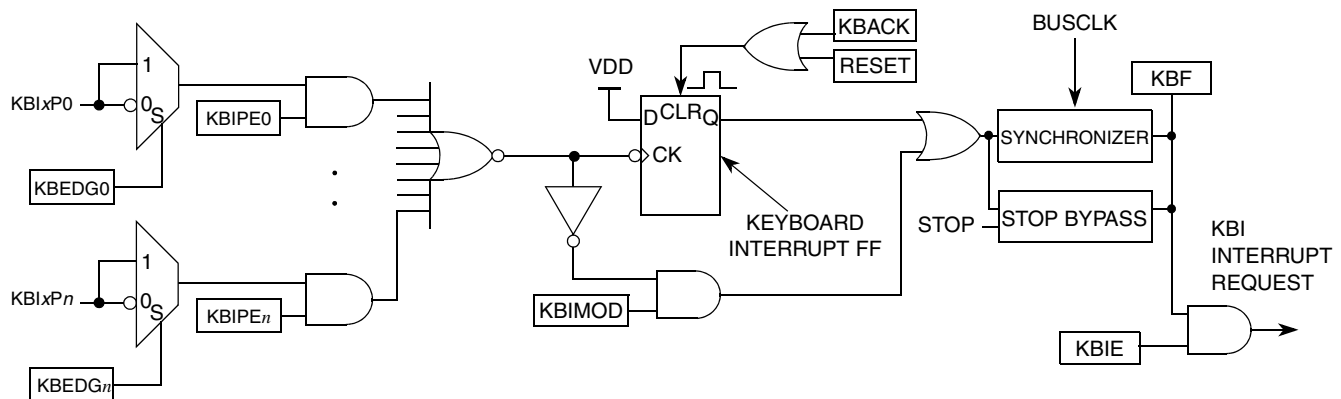 KBIxP0
1
0
S
KBEDG0
KBIPE0
KBIxPn
1
0
S
KBEDGn
KBIPEn
VDD
D
CLR
Q
CK
KBACK
RESET
KEYBOARD
INTERRUPT FF
KBIMOD
BUSCLK
SYNCHRONIZER
STOP
STOP BYPASS
KBF
KBI
INTERRUPT
REQUEST
KBIE